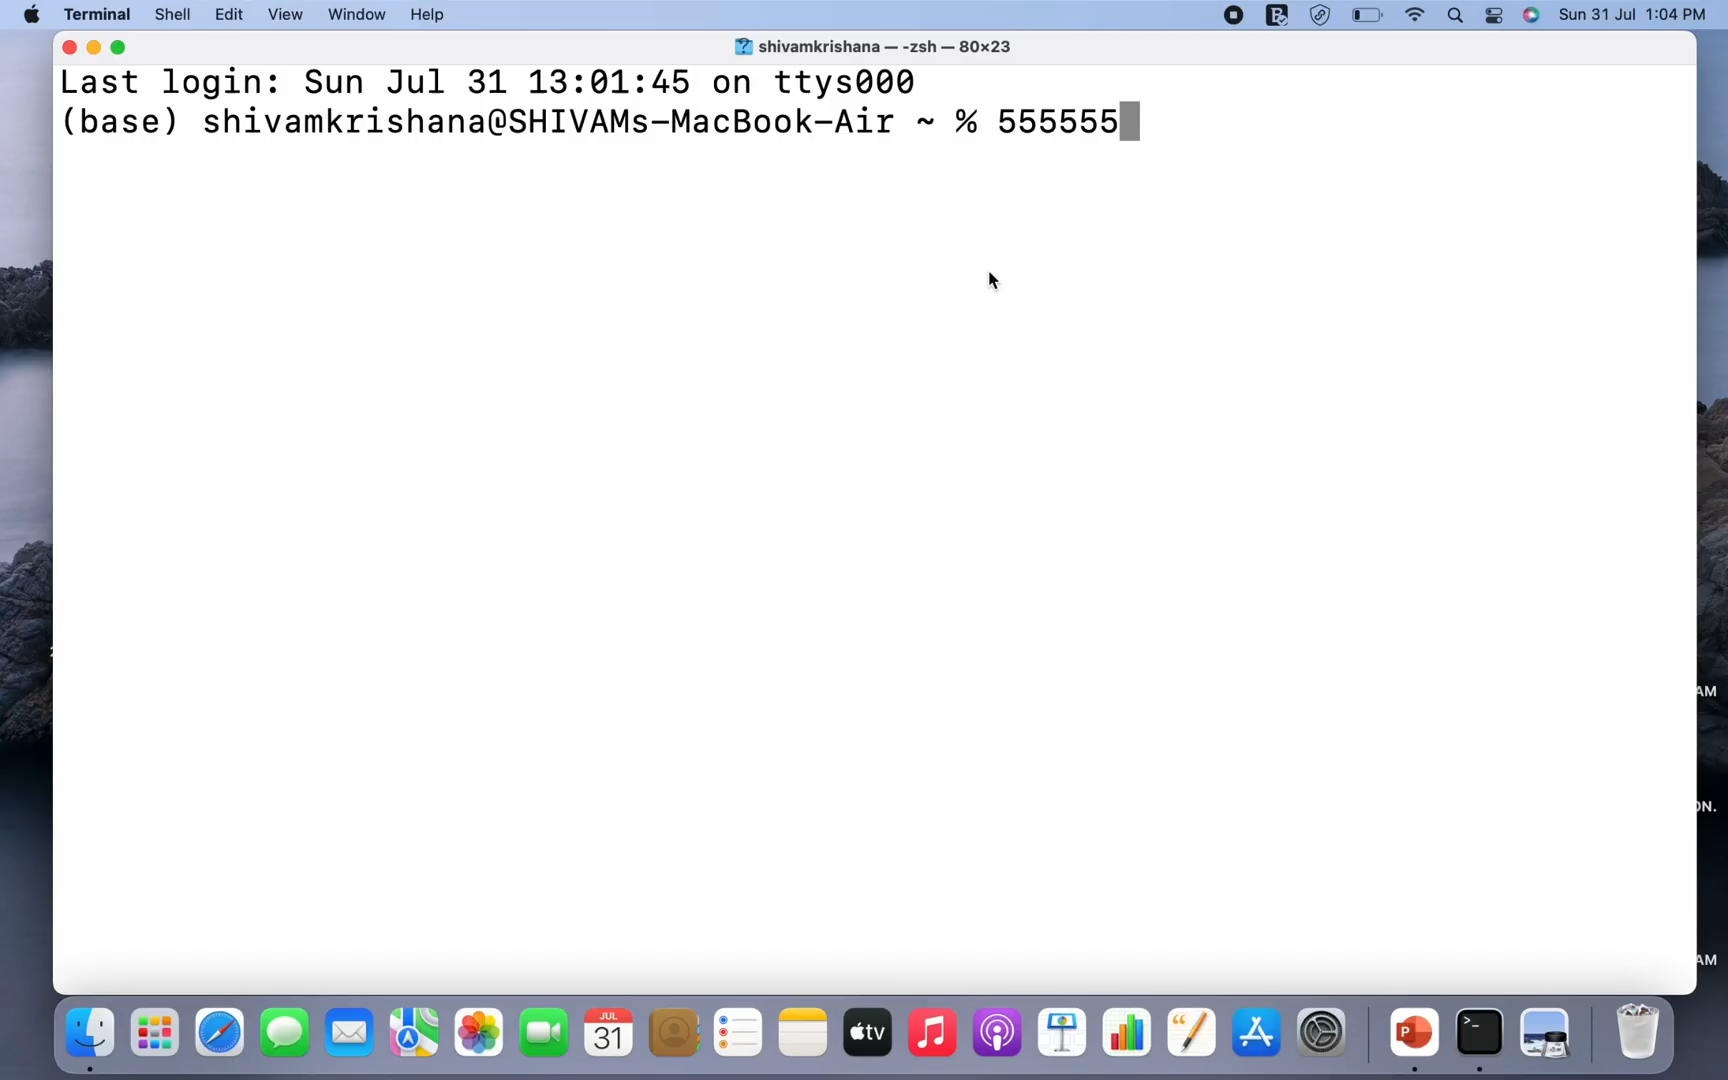 Terminal Shell Edit View Window Help Sun 31 Jul 1:04 PM
shivamkrishana — -zsh — 80×23
Last login: Sun Jul 31 13:01:45 on ttys000
(base) shivamkrishana@SHIVAMs-MacBook-Air ~ % 555555
AM
ON.
AM
JUL
31
tv
P
>_